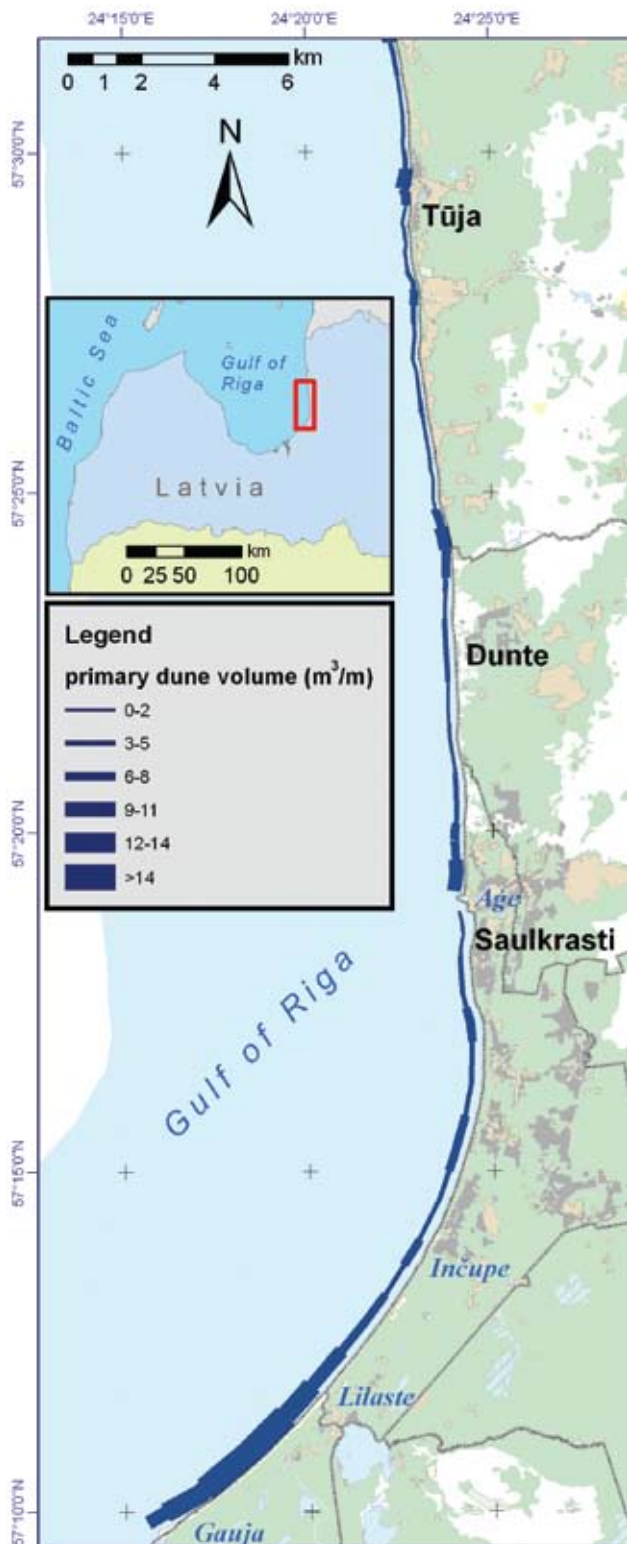 24°15'0"E 24°20'0"E 24°25'0"E
km
0 1 2 4 6
N
57°30'0"N
Tūja
Baltic Sea
Gulf of
Riga
Latvia
km
0 25 50 100
57°25'0"N
Legend
primary dune volume (m³/m)
0-2
3-5
6-8
9-11
12-14
>14
Dunte
57°20'0"N
Aģe
Saulkrasti
Gulf of Riga
57°15'0"N
Inčupe
Lilaste
57°10'0"N
Gauja